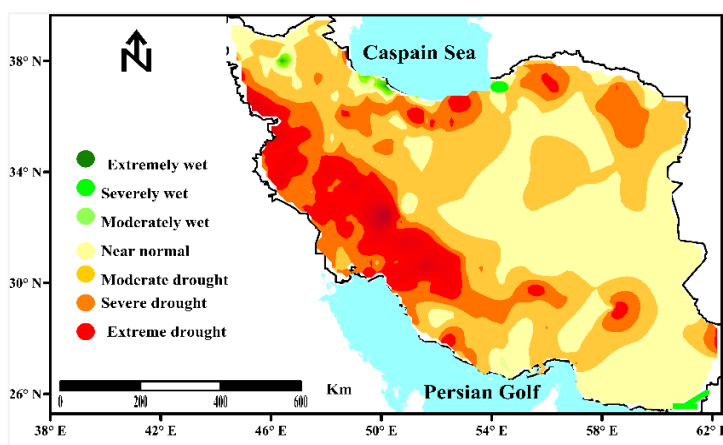 Caspain Sea
N
38° N
34° N
30° N
26° N
Extremely wet
Severely wet
Moderately wet
Near normal
Moderate drought
Severe drought
Extreme drought
Km
0 200 400 600
Persian Golf
38° E 42° E 46° E 50° E 54° E 58° E 62° E